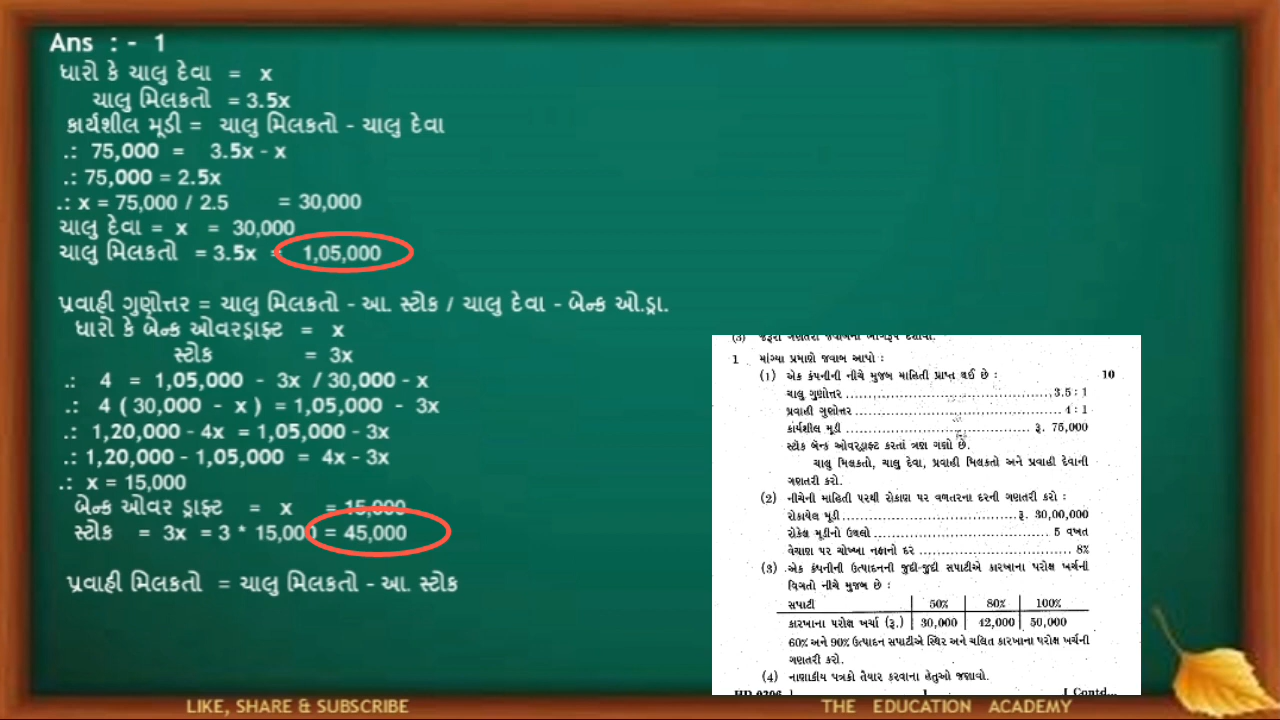 Ans : - 1
ધારો કે ચાલુ દેવા = x
ચાલુ મિલકતો = 3.5x
કાર્યશીલ મૂડી = ચાલુ મિલકતો - ચાલુ દેવા
.: 75,000 = 3.5x - x
.: 75,000 = 2.5x
.: x = 75,000 / 2.5 = 30,000
ચાલુ દેવા = x = 30,000
ચાલુ મિલકતો = 3.5x = 1,05,000
પ્રવાહી ગુણોત્તર = ચાલુ મિલકતો - આ. સ્ટોક / ચાલુ દેવા - બેન્ક ઓ.ડ્રા.
ધારો કે બેન્ક ઓવરડ્રાફ્ટ = x
સ્ટોક = 3x
.: 4 = 1,05,000 - 3x / 30,000 - x
.: 4 ( 30,000 - x ) = 1,05,000 - 3x
.: 1,20,000 - 4x = 1,05,000 - 3x
.: 1,20,000 - 1,05,000 = 4x - 3x
.: x = 15,000
બેન્ક ઓવર ડ્રાફ્ટ = x = 15,000
સ્ટોક = 3x = 3 * 15,000 = 45,000
પ્રવાહી મિલકતો = ચાલુ મિલકતો - આ. સ્ટોક
(3) જરૂરી ગણતરી જવાબના ભાગરૂપ દર્શાવો.
1 માંગ્યા પ્રમાણે જવાબ આપો :
(1) એક કંપનીની નીચે મુજબ માહિતી પ્રાપ્ત થઈ છે : 10
ચાલુ ગુણોત્તર ........ 3.5 : 1
પ્રવાહી ગુણોત્તર ........ 4 : 1
કાર્યશીલ મૂડી ........ રૂ. 75,000
સ્ટોક બેન્ક ઓવરડ્રાફ્ટ કરતાં ત્રણ ગણો છે.
ચાલુ મિલકતો, ચાલુ દેવા, પ્રવાહી મિલકતો અને પ્રવાહી દેવાની
ગણતરી કરો.
(2) નીચેની માહિતી પરથી રોકાણ પર વળતરના દરની ગણતરી કરો :
રોકાયેલ મૂડી ........ રૂ. 30,00,000
રોકેલ મૂડીનો ઉથલો ........ 5 વખત
વેચાણ પર ચોખ્ખા નફાનો દર ........ 8%
(3) એક કંપનીની ઉત્પાદનની જુદી-જુદી સપાટીએ કારખાના પરોક્ષ ખર્ચની
વિગતો નીચે મુજબ છે :
સપાટી 50% 80% 100%
કારખાના પરોક્ષ ખર્ચા (રૂ.) 30,000 42,000 50,000
60% અને 90% ઉત્પાદન સપાટીએ સ્થિર અને ચલિત કારખાના પરોક્ષ ખર્ચની
ગણતરી કરો.
(4) નાણાકીય પત્રકો તૈયાર કરવાના હેતુઓ જણાવો.
1 [ Contd...
LIKE, SHARE & SUBSCRIBE
THE EDUCATION ACADEMY